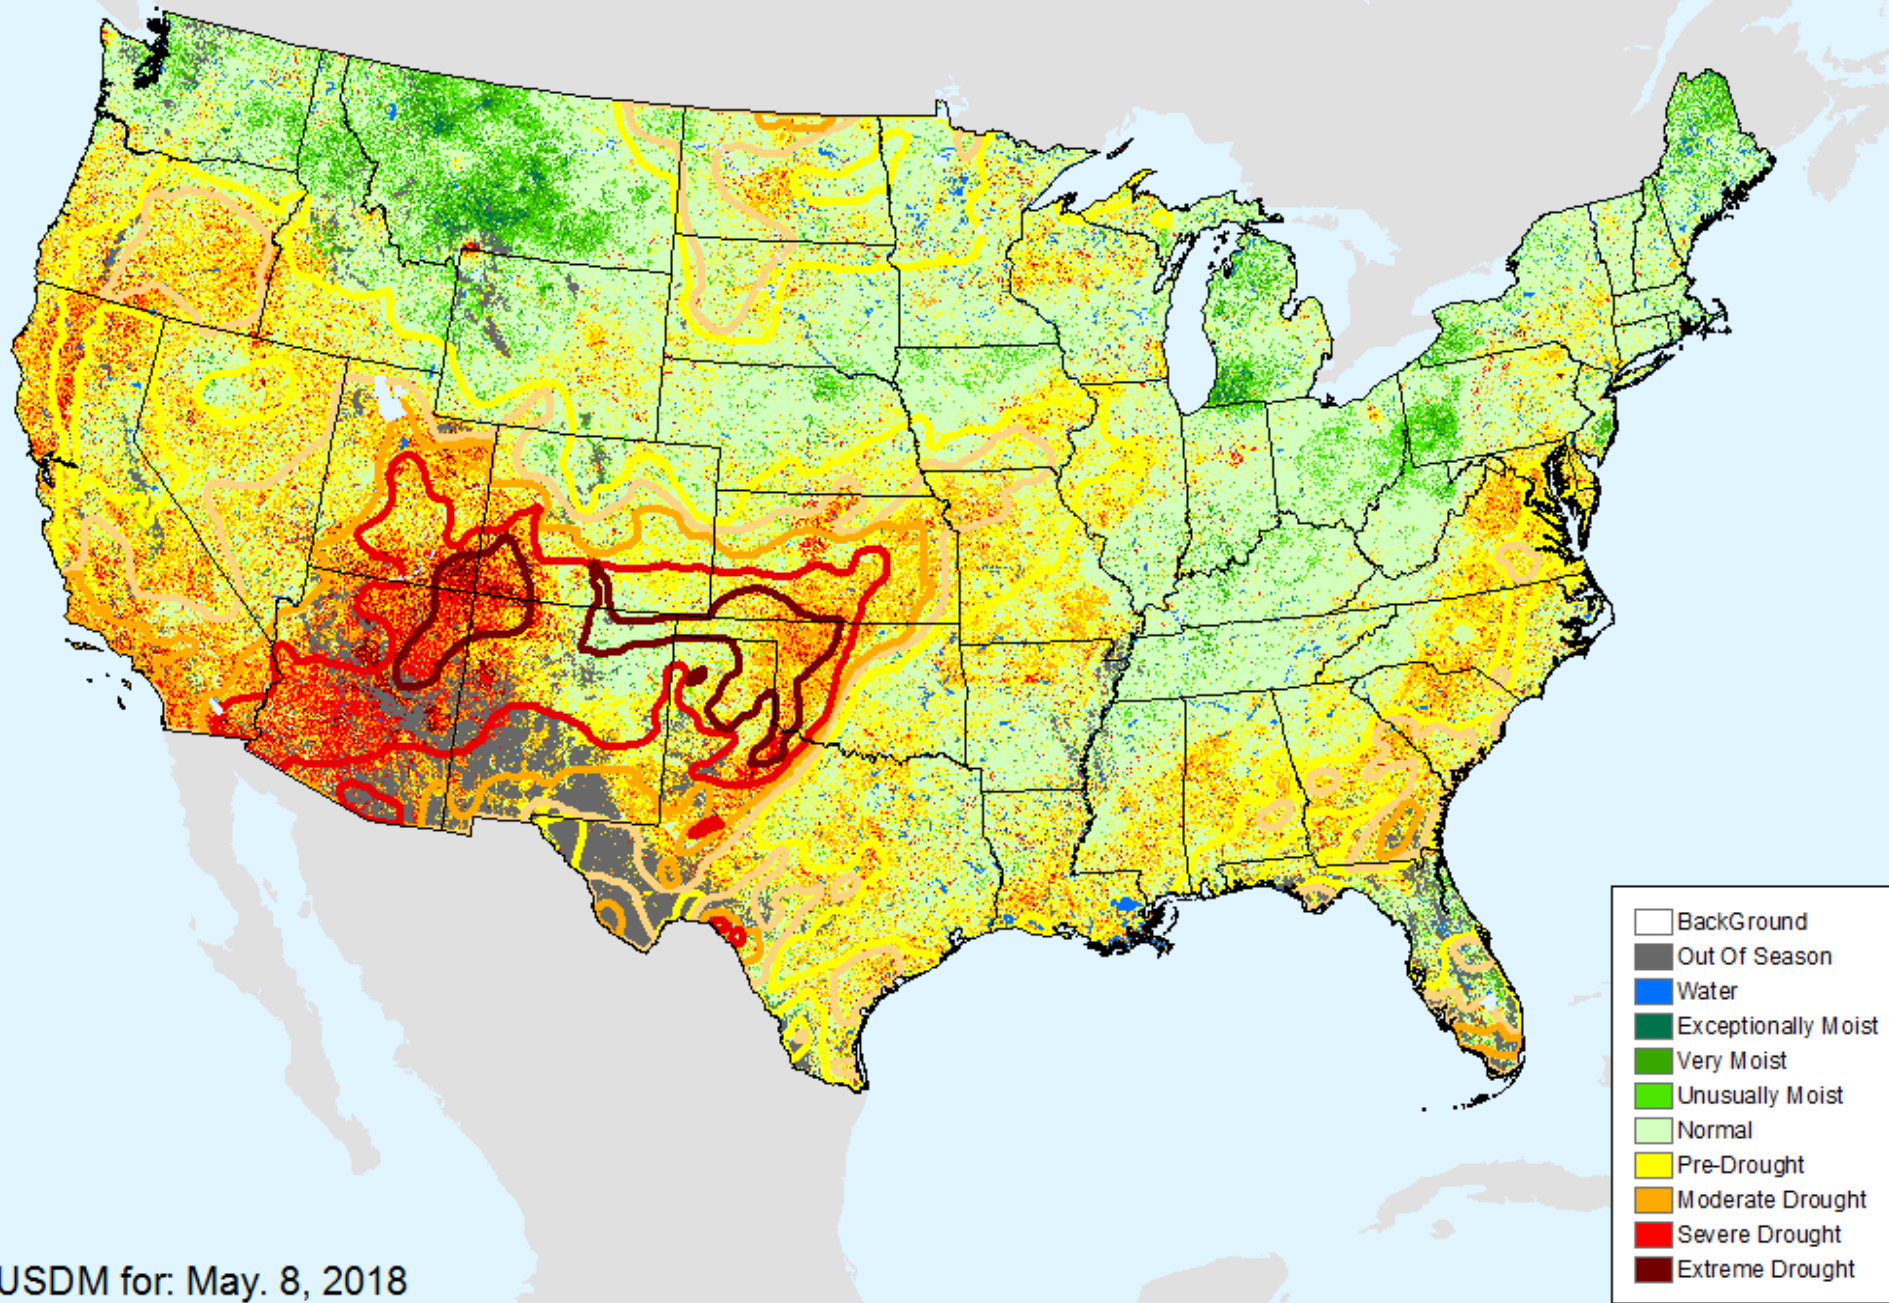 BackGround
Out Of Season
Water
Exceptionally Moist
Very Moist
Unusually Moist
Normal
Pre-Drought
Moderate Drought
Severe Drought
Extreme Drought
USDM for: May. 8, 2018